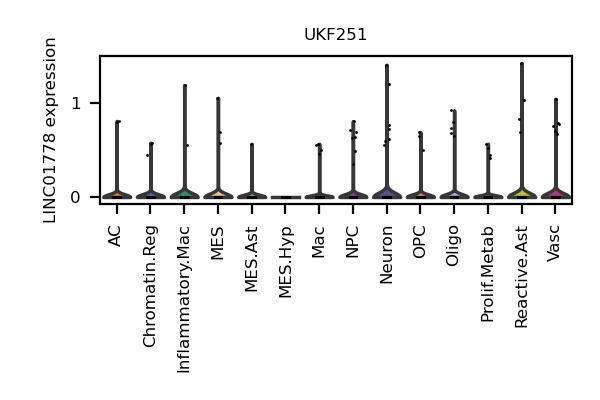 UKF251
LINC01778 expression
1
0
AC
Chromatin.Reg
Inflammatory.Mac
MES
MES.Ast
MES.Hyp
Mac
NPC
Neuron
OPC
Oligo
Prolif.Metab
Reactive.Ast
Vasc